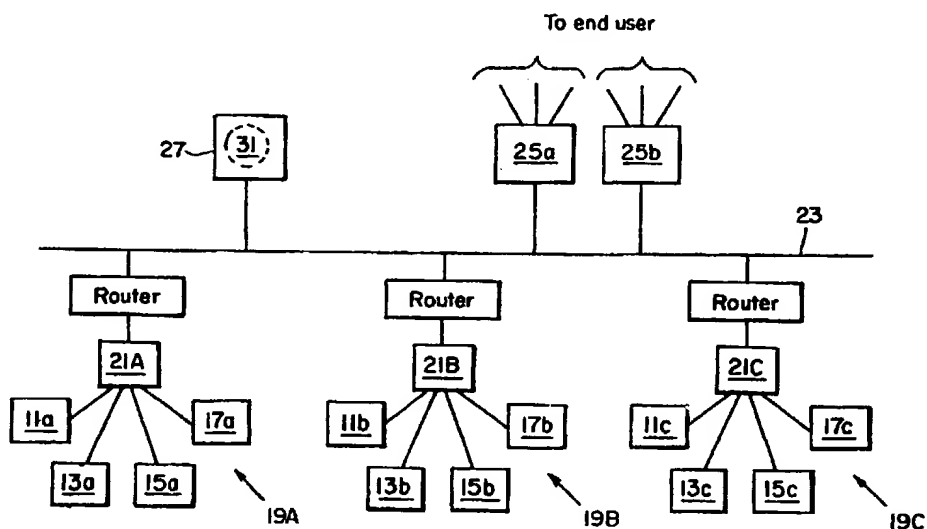 To end user
27
31
25a
25b
23
Router
Router
Router
21A
21B
21C
11a
17a
11b
17b
11c
17c
13a
15a
13b
15b
13c
15c
19A
19B
19C